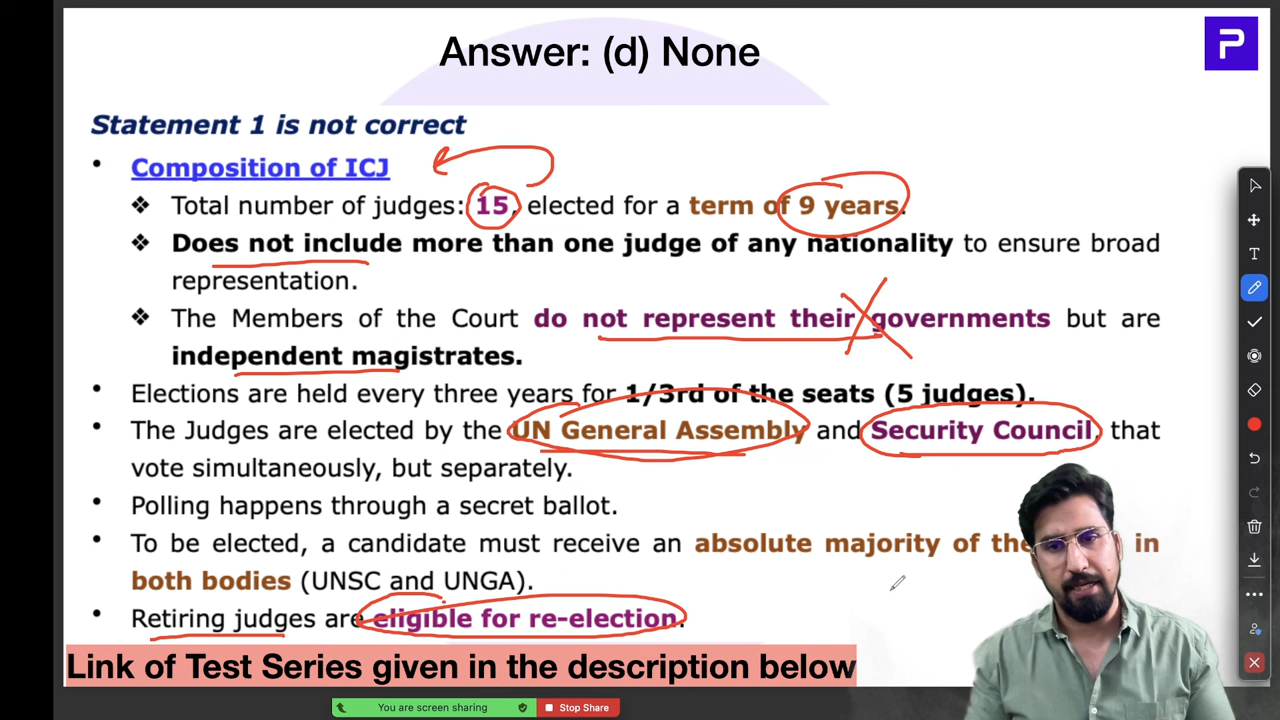 Answer: (d) None
P
Statement 1 is not correct
• Composition of ICJ
❖ Total number of judges: 15, elected for a term of 9 years.
❖ Does not include more than one judge of any nationality to ensure broad
representation.
❖ The Members of the Court do not represent their governments but are
independent magistrates.
• Elections are held every three years for 1/3rd of the seats (5 judges).
• The Judges are elected by the UN General Assembly and Security Council, that
vote simultaneously, but separately.
• Polling happens through a secret ballot.
• To be elected, a candidate must receive an absolute majority of the in
both bodies (UNSC and UNGA).
• Retiring judges are eligible for re-election.
Link of Test Series given in the description below
You are screen sharing
Stop Share